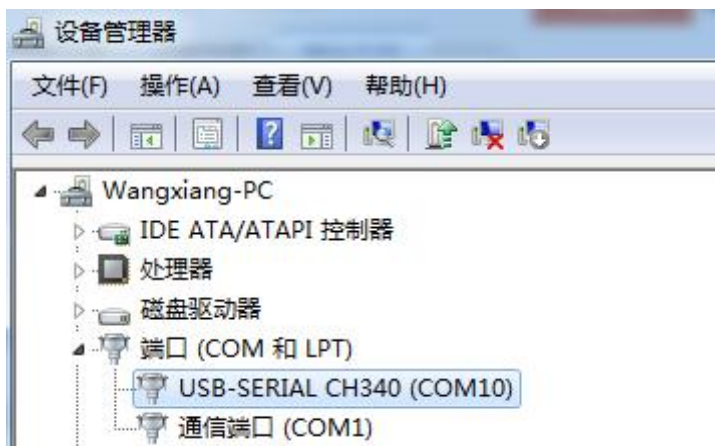 设备管理器
文件(F) 操作(A) 查看(V) 帮助(H)
Wangxiang-PC
IDE ATA/ATAPI 控制器
处理器
磁盘驱动器
端口 (COM 和 LPT)
USB-SERIAL CH340 (COM10)
通信端口 (COM1)